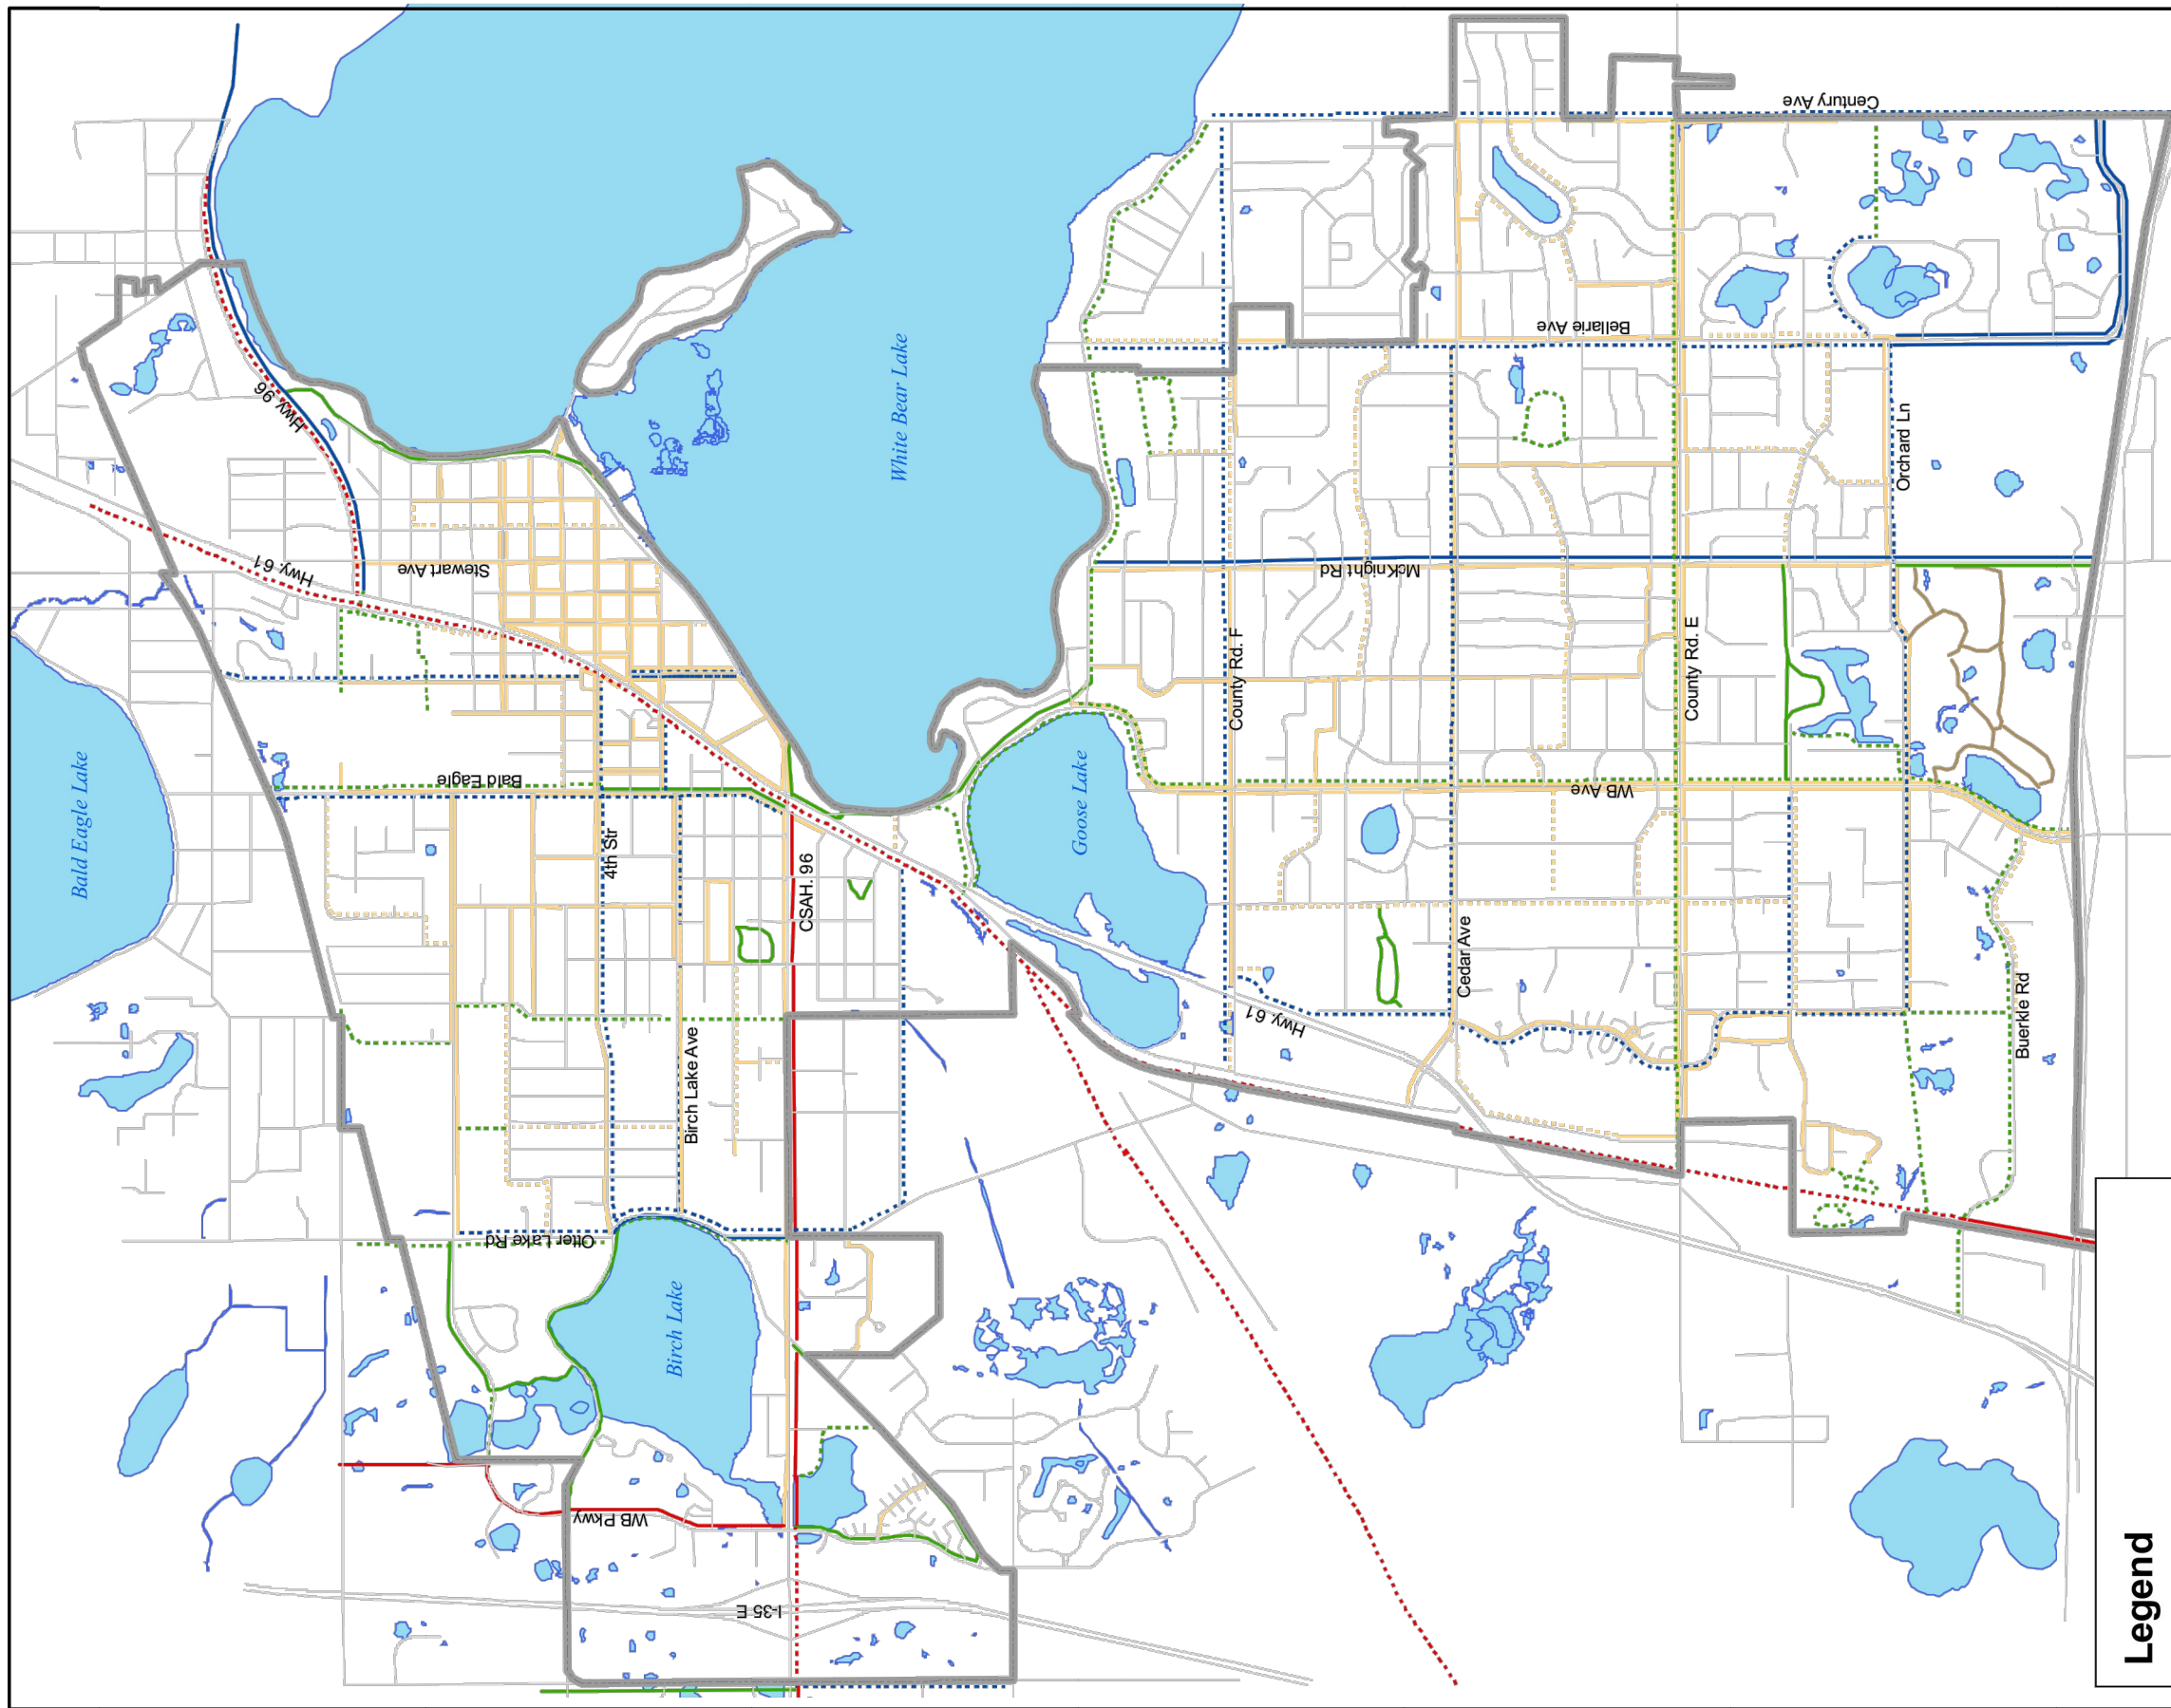 Century Ave
Hwy 96
Bellarie Ave
White Bear Lake
Orchard Ln
Hwy. 61
Stewart Ave
McKnight Rd
County Rd. F
County Rd. E
Bald Eagle Lake
Bald Eagle
WB Ave
Goose Lake
4th Str
CSAH. 96
Cedar Ave
Hwy 61
Buerkle Rd
Birch Lake Ave
Otter Lake Rd
Birch Lake
WB Pkwy
I-35 E
Legend